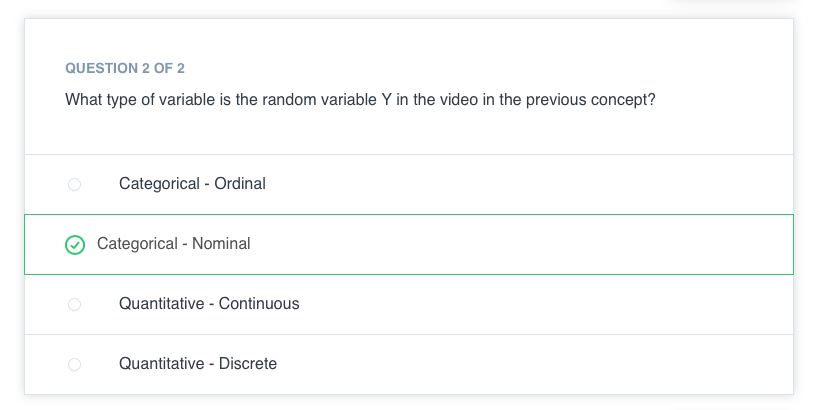 QUESTION 2 OF 2
What type of variable is the random variable Y in the video in the previous concept?
Categorical - Ordinal
Categorical - Nominal
Quantitative - Continuous
Quantitative - Discrete